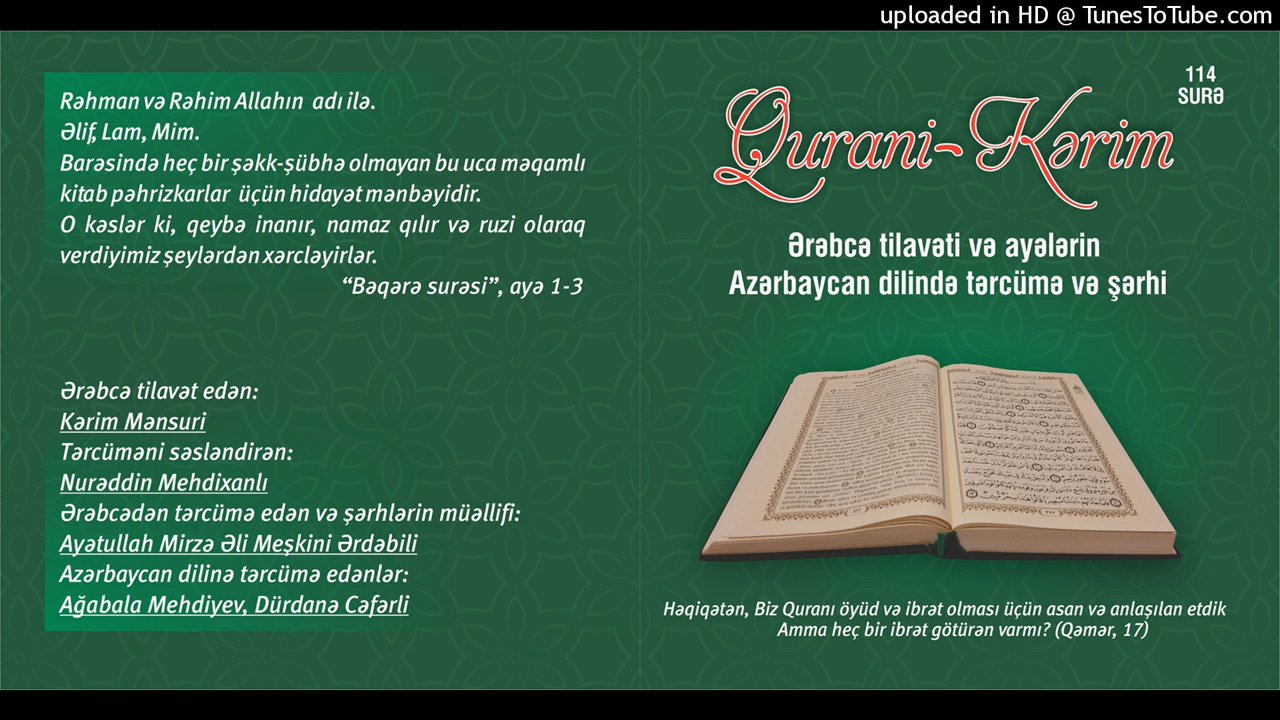 uploaded in HD @ TunesToTube.com
Rəhman və Rəhim Allahın adı ilə.
Əlif, Lam, Mim.
Barəsində heç bir şəkk-şübhə olmayan bu uca məqamlı
kitab pəhrizkarlar üçün hidayət mənbəyidir.
O kəslər ki, qeybə inanır, namaz qılır və ruzi olaraq
verdiyimiz şeylərdən xərcləyirlər.
“Bəqərə surəsi”, ayə 1-3
Ərəbcə tilavət edən:
Kərim Mənsuri
Tərcüməni səsləndirən:
Nurəddin Mehdixanlı
Ərəbcədən tərcümə edən və şərhlərin müəllifi:
Ayətullah Mirzə Əli Meşkini Ərdəbili
Azərbaycan dilinə tərcümə edənlər:
Ağabala Mehdiyev, Dürdanə Cəfərli
114
SURƏ
Qurani-Kərim
Ərəbcə tilavəti və ayələrin
Azərbaycan dilində tərcümə və şərhi
Həqiqətən, Biz Quranı öyüd və ibrət olması üçün asan və anlaşılan etdik
Amma heç bir ibrət götürən varmı? (Qəmər, 17)